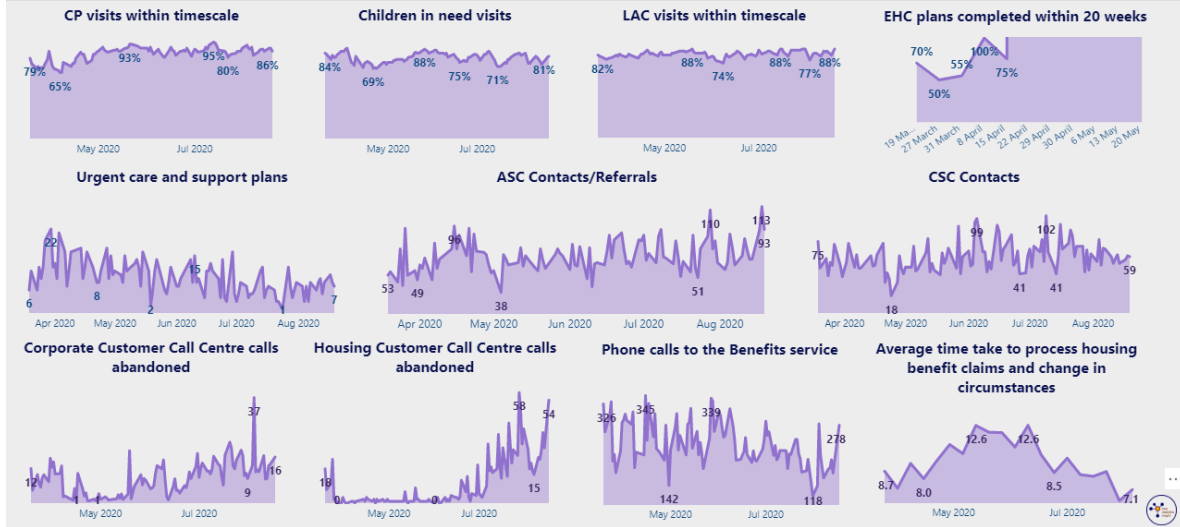 CP visits within timescale
79%
65%
93%
95%
80%
86%
May 2020
Jul 2020
Children in need visits
84%
69%
88%
75%
71%
81%
May 2020
Jul 2020
LAC visits within timescale
82%
88%
74%
88%
77%
88%
May 2020
Jul 2020
EHC plans completed within 20 weeks
70%
50%
55%
100%
75%
19 Ma...
27 March
31 March
8 April
15 April
22 April
29 April
30 April
6 May
13 May
20 May
Urgent care and support plans
6
22
8
2
15
1
7
Apr 2020
May 2020
Jun 2020
Jul 2020
Aug 2020
ASC Contacts/Referrals
53
49
96
38
51
110
113
93
Apr 2020
May 2020
Jun 2020
Jul 2020
Aug 2020
CSC Contacts
75
18
99
41
102
41
59
Apr 2020
May 2020
Jun 2020
Jul 2020
Aug 2020
Corporate Customer Call Centre calls
abandoned
12
1
1
9
37
16
May 2020
Jul 2020
Housing Customer Call Centre calls
abandoned
18
0
0
58
15
54
May 2020
Jul 2020
Phone calls to the Benefits service
326
345
142
339
118
278
May 2020
Jul 2020
Average time take to process housing
benefit claims and change in
circumstances
8.7
8.0
12.6
12.6
8.5
7.1
May 2020
Jul 2020